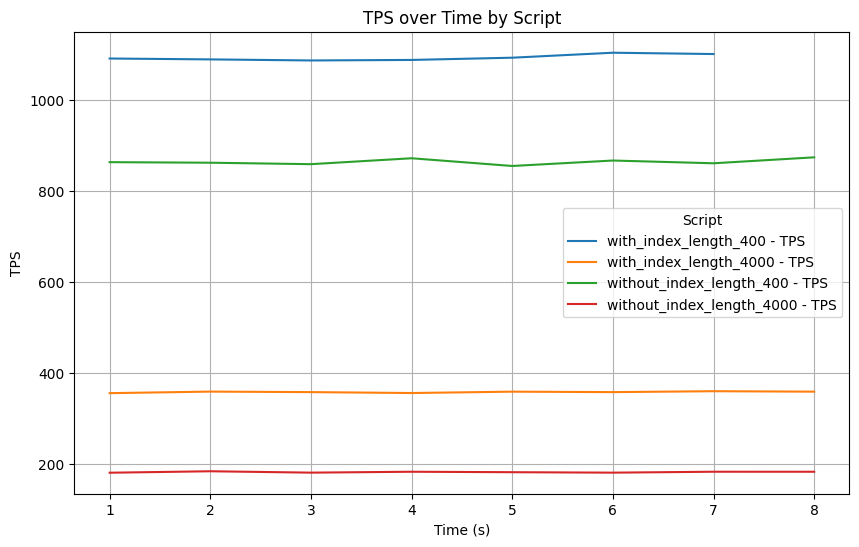 TPS over Time by Script
TPS
1000
800
600
400
200
Script
with_index_length_400 - TPS
with_index_length_4000 - TPS
without_index_length_400 - TPS
without_index_length_4000 - TPS
1 2 3 4 5 6 7 8
Time (s)